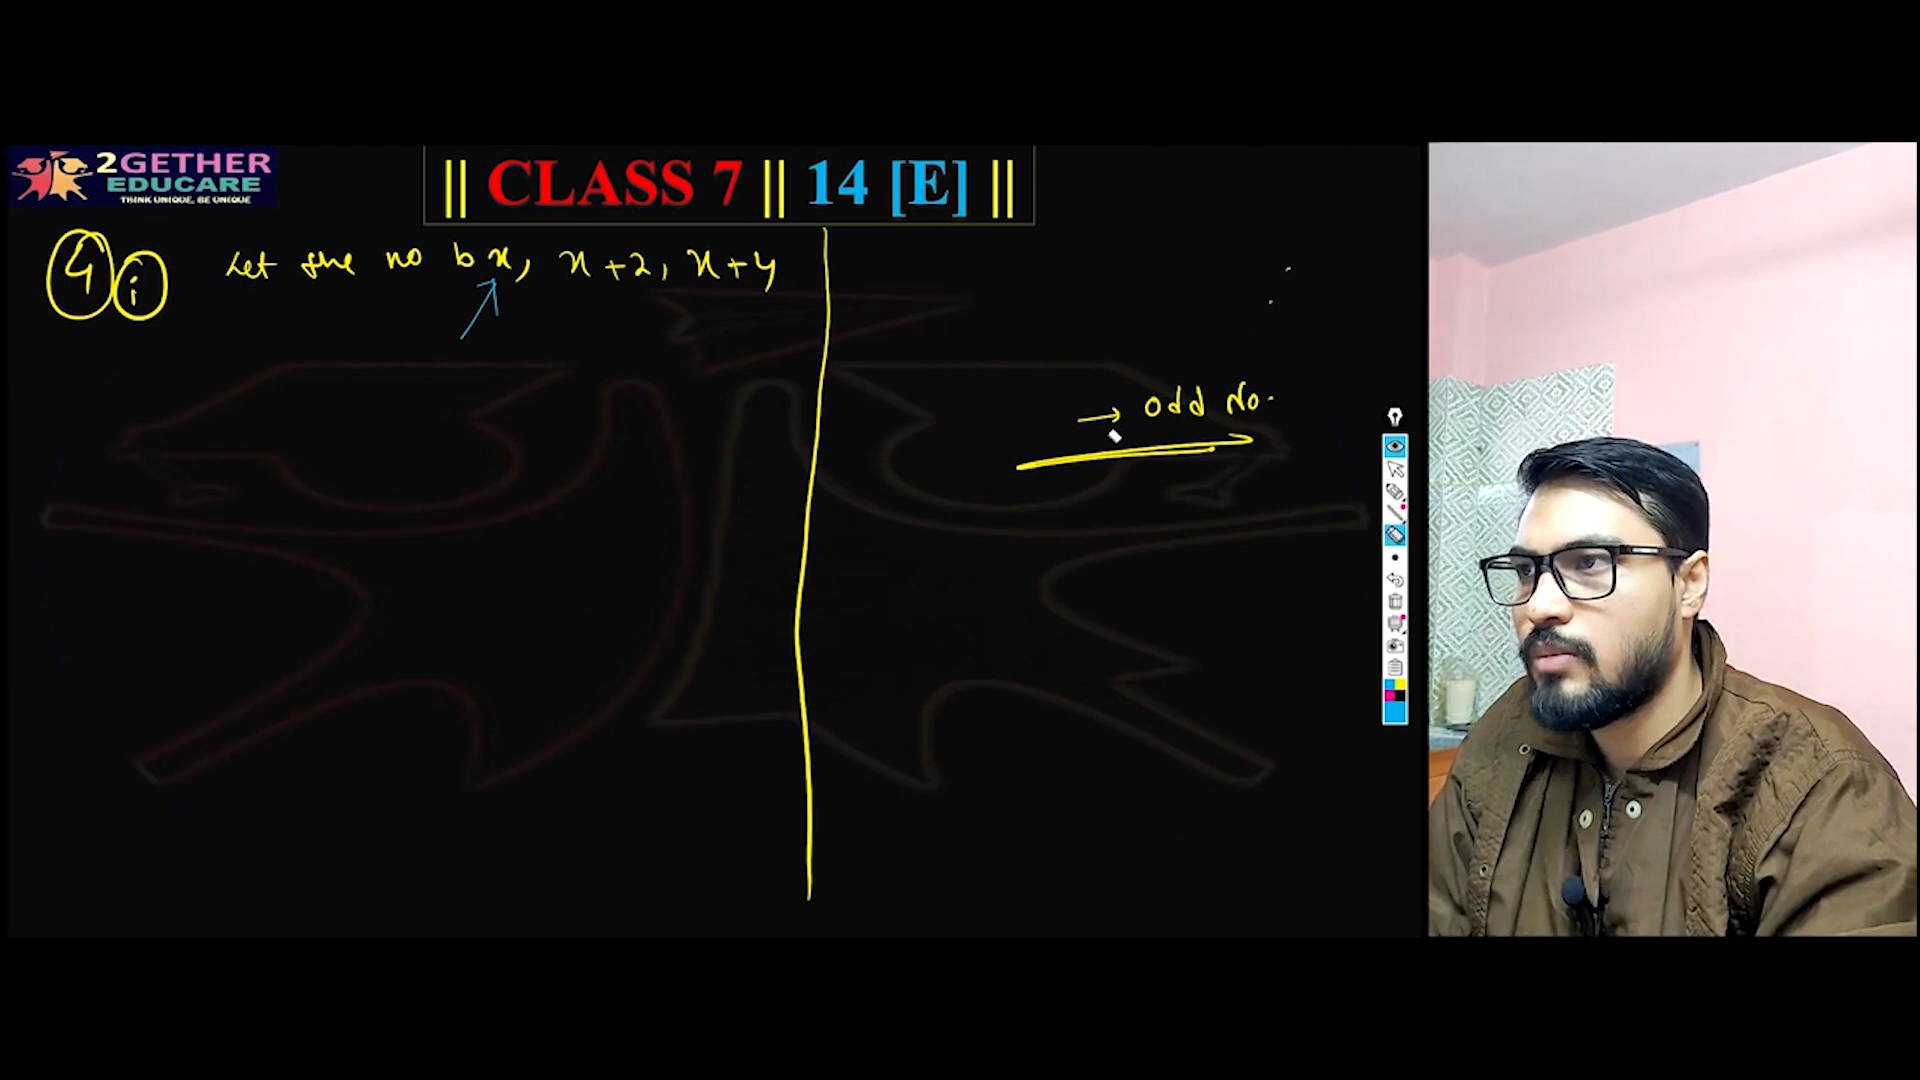 2GETHER
EDUCARE
THINK UNIQUE, BE UNIQUE
|| CLASS 7 || 14 [E] ||
4 i Let the no b x, x+2, x+4
→ odd No.